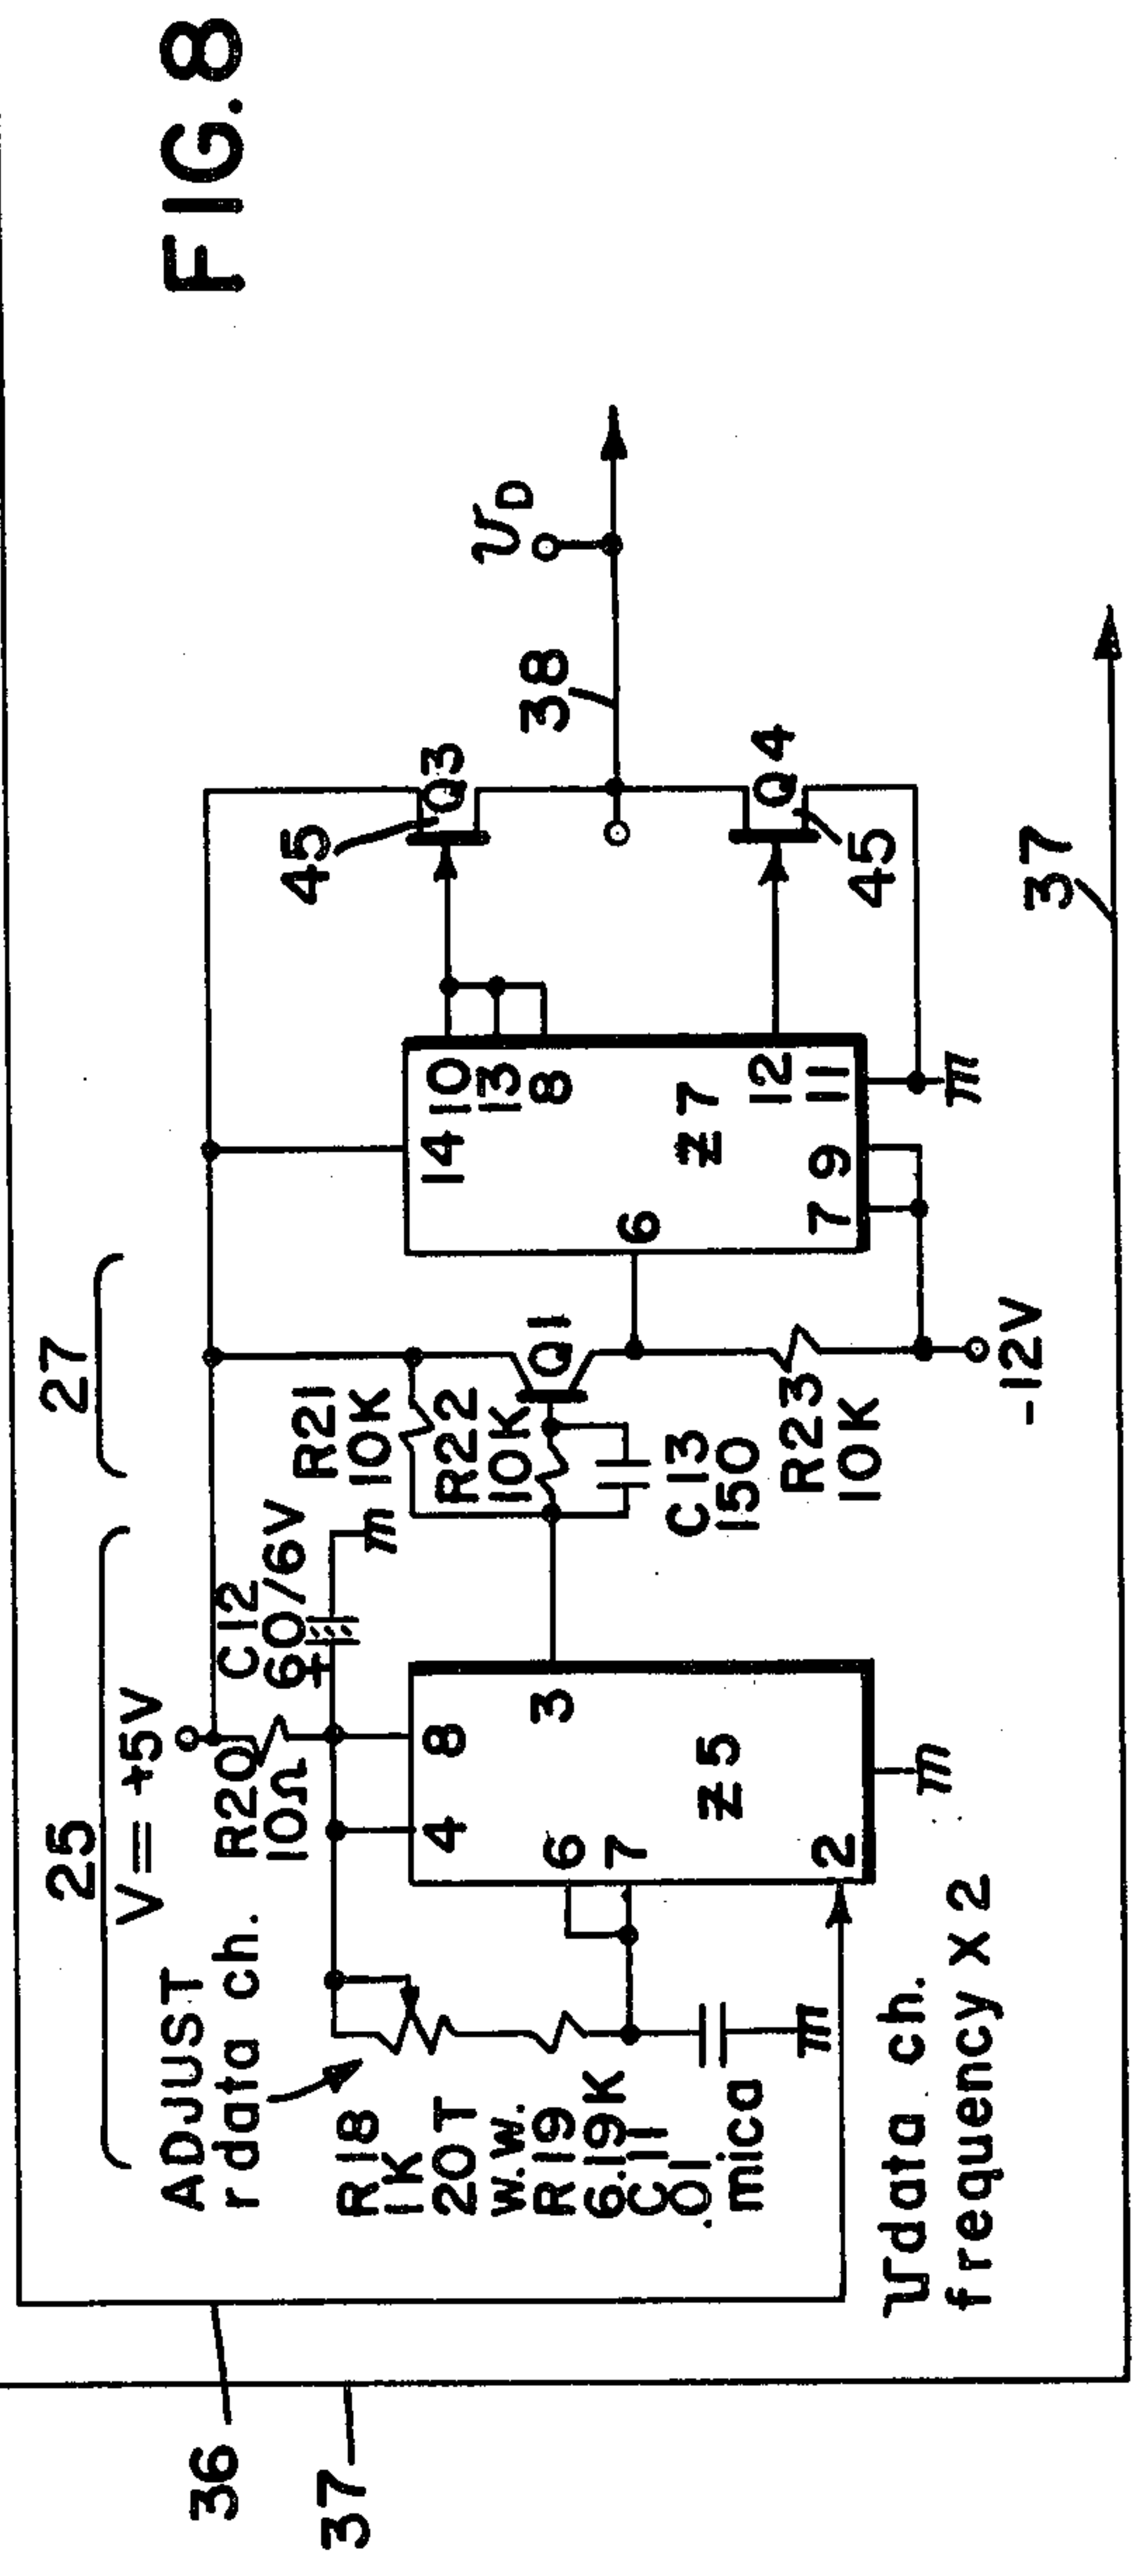 FIG.8
25
27
V = +5V
ADJUST
r data ch.
R20
10Ω
C12
60/6V
+
R21
10K
R22
10K
C13
150
R23
10K
Q1
-12V
R18
1K
20T
w.w.
R19
6.19K
C11
.01
mica
4
8
6
7
3
2
Z5
14
10
13
8
6
Z7
12
7
9
11
45
Q3
Q4
45
38
υD
υdata ch.
frequency X 2
36
37
37